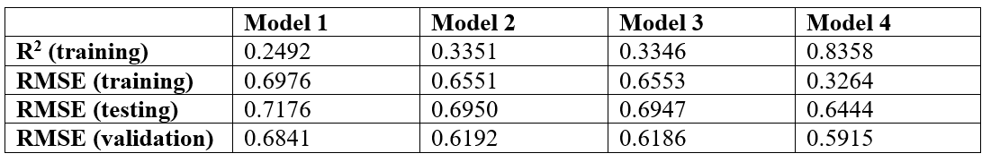 Model 1 Model 2 Model 3 Model 4
R² (training) 0.2492 0.3351 0.3346 0.8358
RMSE (training) 0.6976 0.6551 0.6553 0.3264
RMSE (testing) 0.7176 0.6950 0.6947 0.6444
RMSE (validation) 0.6841 0.6192 0.6186 0.5915